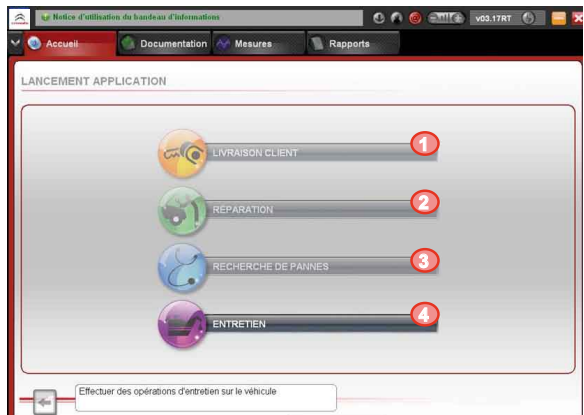 Notice d'utilisation du bandeau d'informations
v03.17RT
Accueil Documentation Mesures Rapports
LANCEMENT APPLICATION
LIVRAISON CLIENT 1
RÉPARATION 2
RECHERCHE DE PANNES 3
ENTRETIEN 4
Effectuer des opérations d'entretien sur le véhicule